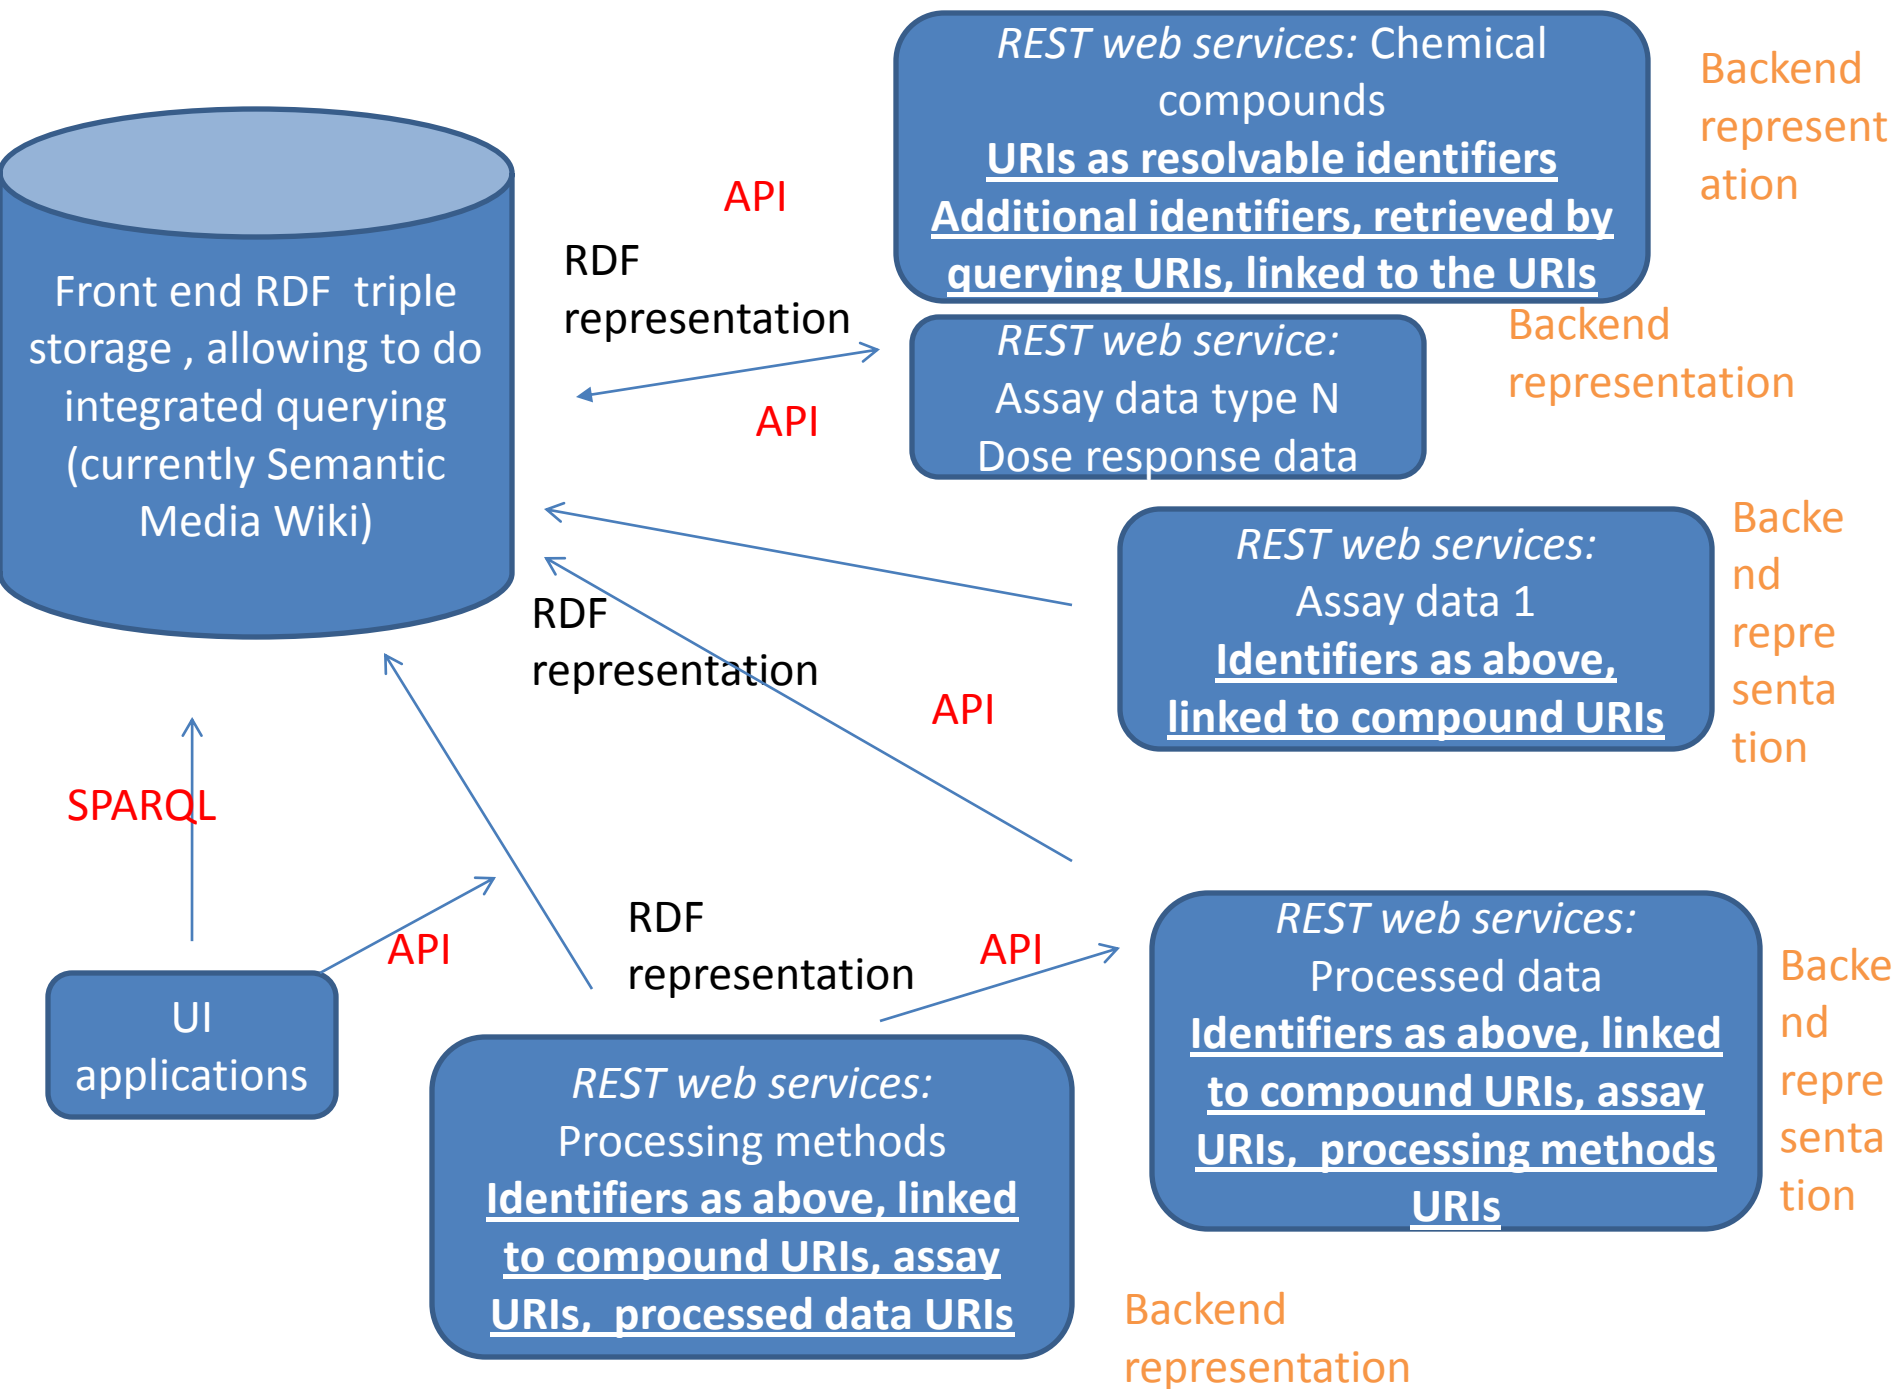 REST web services: Chemical
compounds
URIs as resolvable identifiers
Additional identifiers, retrieved by
querying URIs, linked to the URIs
Backend
represent
ation
API
RDF
representation
Front end RDF  triple
storage , allowing to do
integrated querying
(currently Semantic
Media Wiki)
REST web service:
Assay data type N
Dose response data
Backend
representation
API
REST web services:
Assay data 1
Identifiers as above,
linked to compound URIs
Backe
nd
repre
senta
tion
RDF
representation
API
SPARQL
API
RDF
representation
API
REST web services:
Processed data
Identifiers as above, linked
to compound URIs, assay
URIs,  processing methods
URIs
Backe
nd
repre
senta
tion
UI
applications
REST web services:
Processing methods
Identifiers as above, linked
to compound URIs, assay
URIs,  processed data URIs
Backend
representation